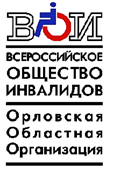 ВОИ
ВСЕРОССИЙСКОЕ
ОБЩЕСТВО
ИНВАЛИДОВ
Орловская
Областная
Организация